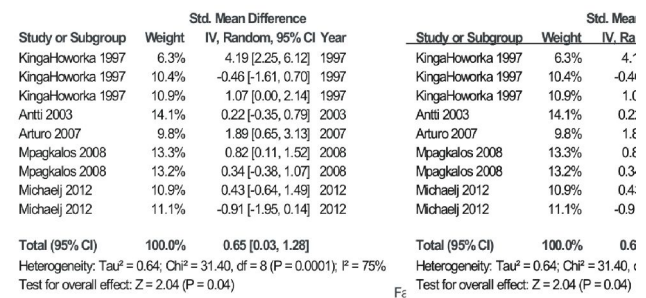 Std. Mean Difference
Study or Subgroup Weight IV, Random, 95% CI Year
KingaHoworka 1997 6.3% 4.19 [2.25, 6.12] 1997
KingaHoworka 1997 10.4% -0.46 [-1.61, 0.70] 1997
KingaHoworka 1997 10.9% 1.07 [0.00, 2.14] 1997
Antti 2003 14.1% 0.22 [-0.35, 0.79] 2003
Arturo 2007 9.8% 1.89 [0.65, 3.13] 2007
Mpagkalos 2008 13.3% 0.82 [0.11, 1.52] 2008
Mpagkalos 2008 13.2% 0.34 [-0.38, 1.07] 2008
Michaelj 2012 10.9% 0.43 [-0.64, 1.49] 2012
Michaelj 2012 11.1% -0.91 [-1.95, 0.14] 2012
Total (95% CI) 100.0% 0.65 [0.03, 1.28]
Heterogeneity: Tau² = 0.64; Chi² = 31.40, df = 8 (P = 0.0001); I² = 75%
Test for overall effect: Z = 2.04 (P = 0.04)
Std.
Study or Subgroup Weight IV,
KingaHoworka 1997 6.3%
KingaHoworka 1997 10.4%
KingaHoworka 1997 10.9%
Antti 2003 14.1%
Arturo 2007 9.8%
Mpagkalos 2008 13.3%
Mpagkalos 2008 13.2%
Michaelj 2012 10.9%
Michaelj 2012 11.1%
Total (95% CI) 100.0%
Heterogeneity: Tau² = 0.64; Chi² = 31.40,
Test for overall effect: Z = 2.04 (P = 0.04)